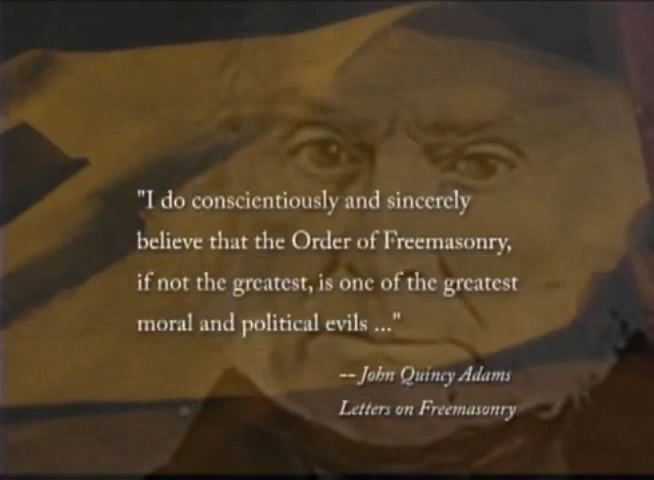 "I do conscientiously and sincerely
believe that the Order of Freemasonry,
if not the greatest, is one of the greatest
moral and political evils ..."
-- John Quincy Adams
Letters on Freemasonry